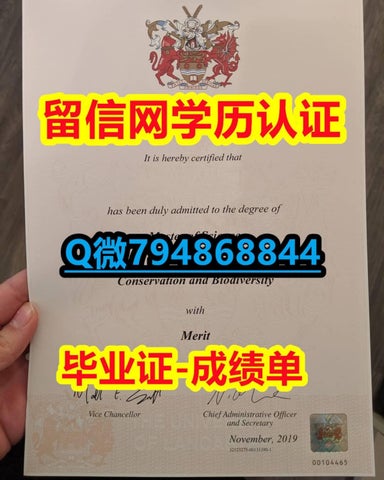 留信网学历认证
It is hereby certified that
has been duly admitted to the degree of
Q微794868844
Conservation and Biodiversity
with
Merit
毕业证-成绩单
Vice Chancellor
Chief Administrative Officer
and Secretary
November, 2019
00104465